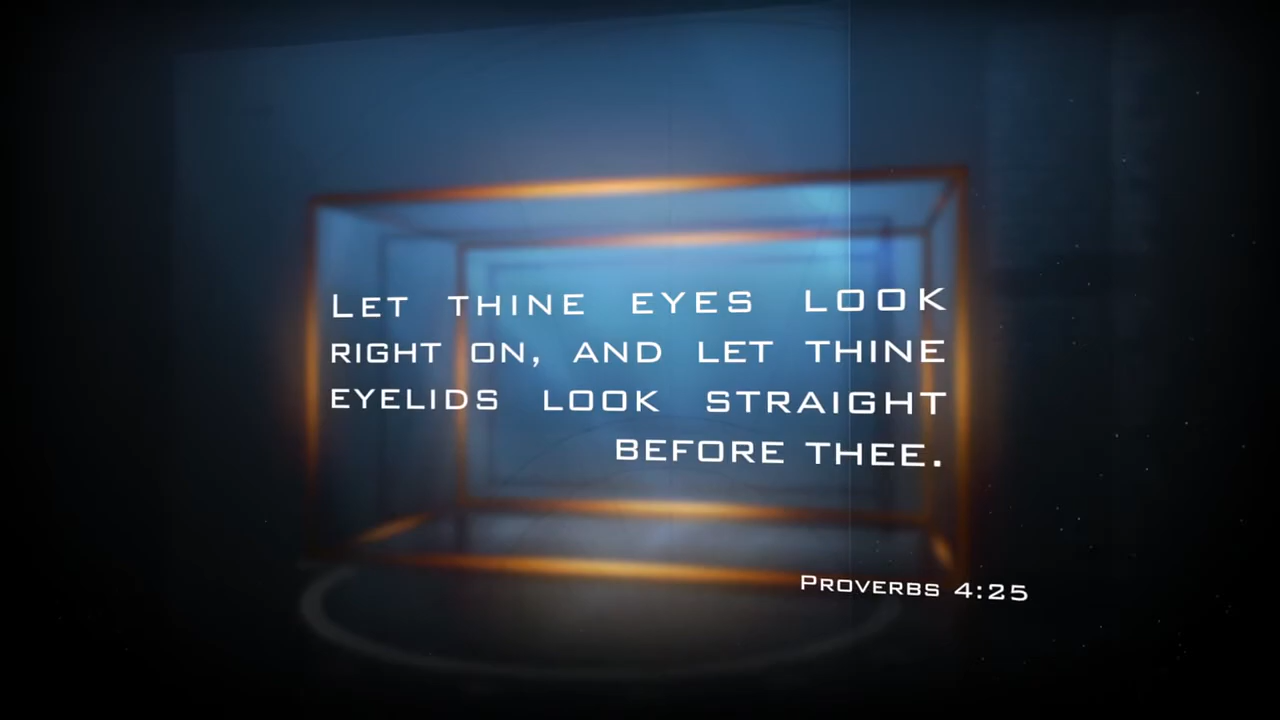 Let thine eyes look
right on, and let thine
eyelids look straight
before thee.
Proverbs 4:25